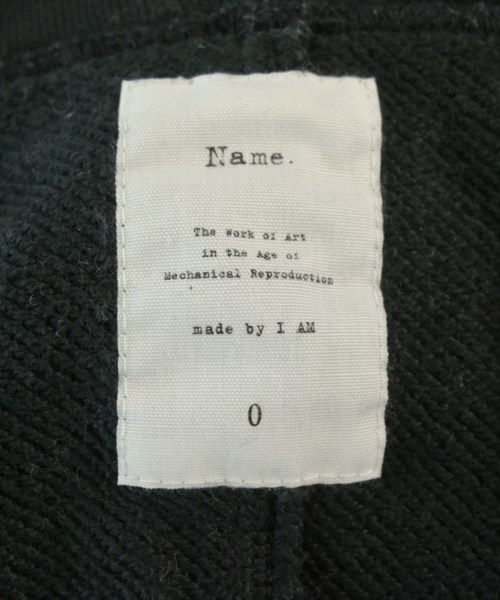 Name.
The Work of Art
in the Age of
Mechanical Reproduction
made by I AM
0